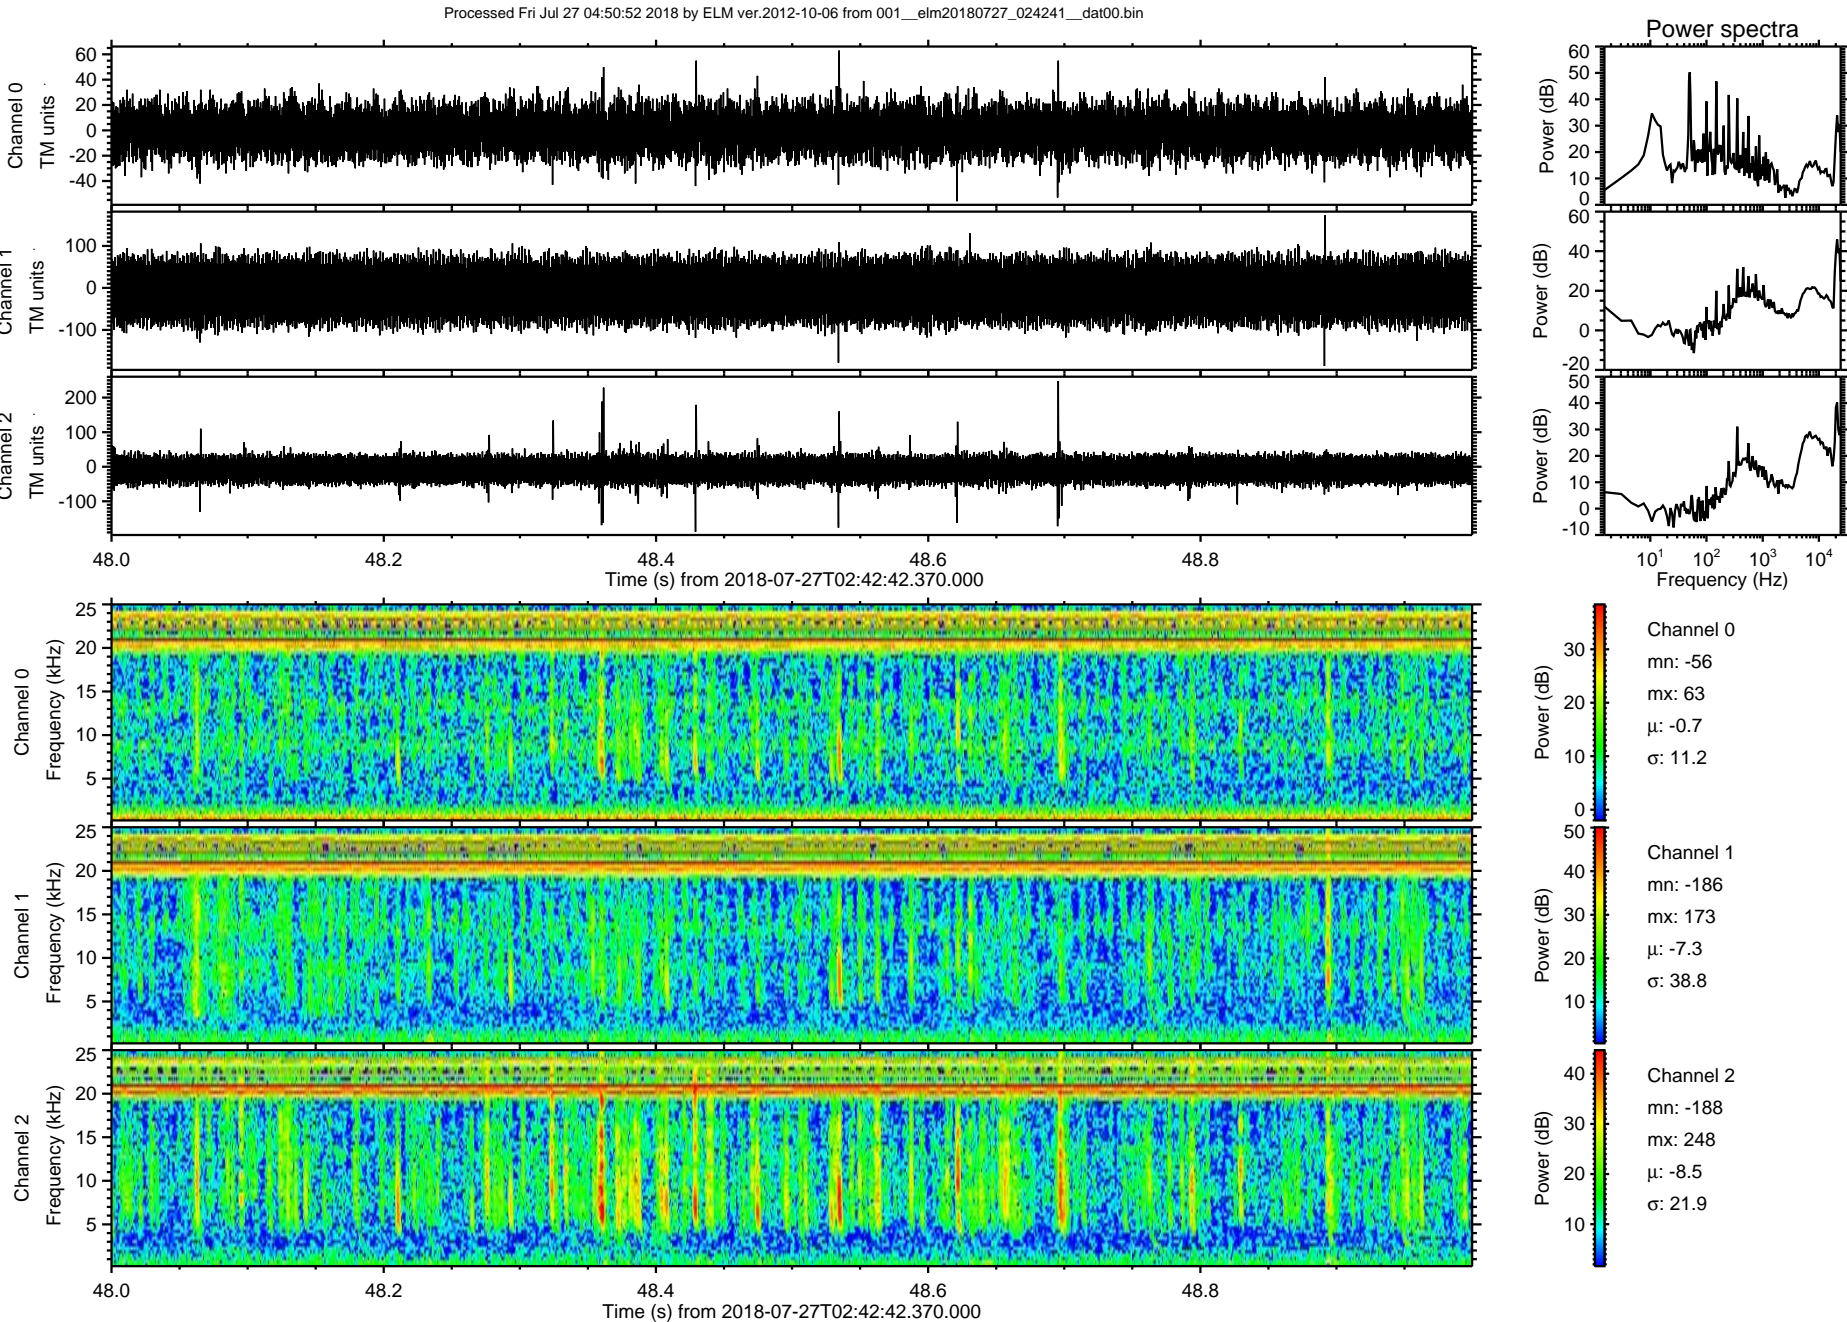 Processed Fri Jul 27 04:50:52 2018 by ELM ver.2012-10-06 from 001__elm20180727_024241__dat00.bin
Power spectra
Channel 0
TM units
60
40
20
0
-20
-40
Power (dB)
60
50
40
30
20
10
0
Channel 1
TM units
100
0
-100
Power (dB)
60
40
20
0
-20
Channel 2
TM units
200
100
0
-100
Power (dB)
50
40
30
20
10
0
-10
48.0 48.2 48.4 48.6 48.8
Time (s) from 2018-07-27T02:42:42.370.000
10^1 10^2 10^3 10^4
Frequency (Hz)
Channel 0
Frequency (kHz)
25
20
15
10
5
Power (dB)
30
20
10
0
Channel 0
mn: -56
mx: 63
μ: -0.7
σ: 11.2
Channel 1
Frequency (kHz)
25
20
15
10
5
Power (dB)
50
40
30
20
10
Channel 1
mn: -186
mx: 173
μ: -7.3
σ: 38.8
Channel 2
Frequency (kHz)
25
20
15
10
5
Power (dB)
40
30
20
10
Channel 2
mn: -188
mx: 248
μ: -8.5
σ: 21.9
48.0 48.2 48.4 48.6 48.8
Time (s) from 2018-07-27T02:42:42.370.000